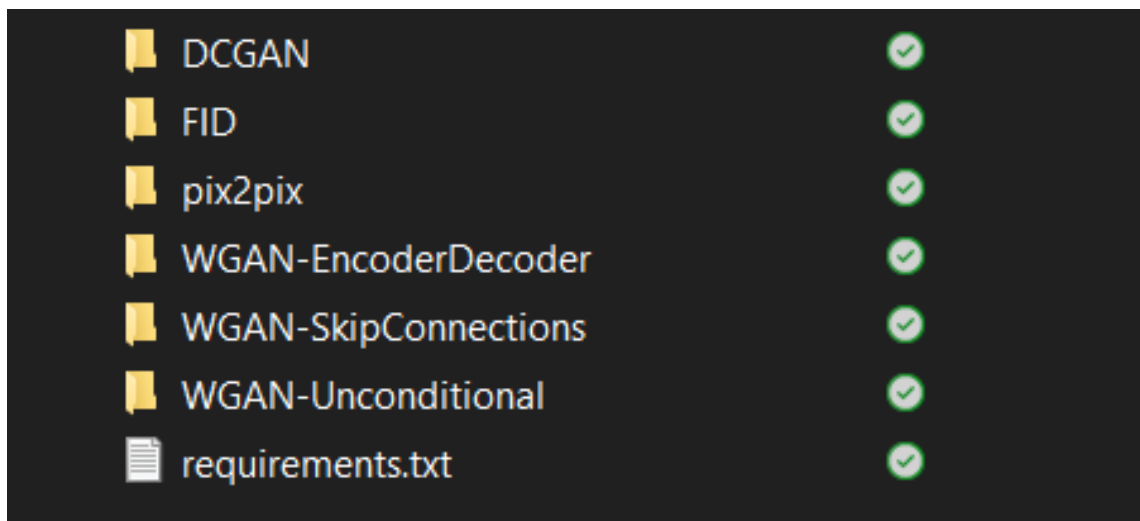 DCGAN
FID
pix2pix
WGAN-EncoderDecoder
WGAN-SkipConnections
WGAN-Unconditional
requirements.txt